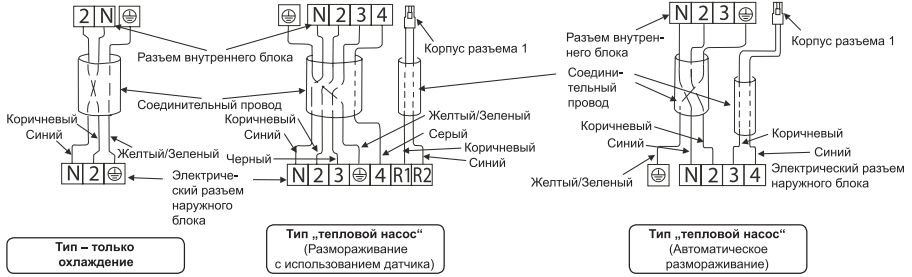 2 N
N 2 3 4
N 2 3
Разъем внутреннего блока
Корпус разъема 1
Разъем внутрен-
него блока
Корпус разъема 1
Соединительный провод
Соедини-
тельный
провод
Коричневый
Синий
Желтый/Зеленый
Коричневый
Синий
Черный
Желтый/Зеленый
Серый
Коричневый
Синий
Коричневый
Синий
Коричневый
Синий
Желтый/Зеленый
N 2
Электриче-
ский разъем
наружного
блока
N 2 3 4 R1 R2
N 2 3 4
Электрический разъем
наружного блока
Тип – только
охлаждение
Тип „тепловой насос“
(Размораживание
с использованием датчика)
Тип „тепловой насос“
(Автоматическое
размораживание)